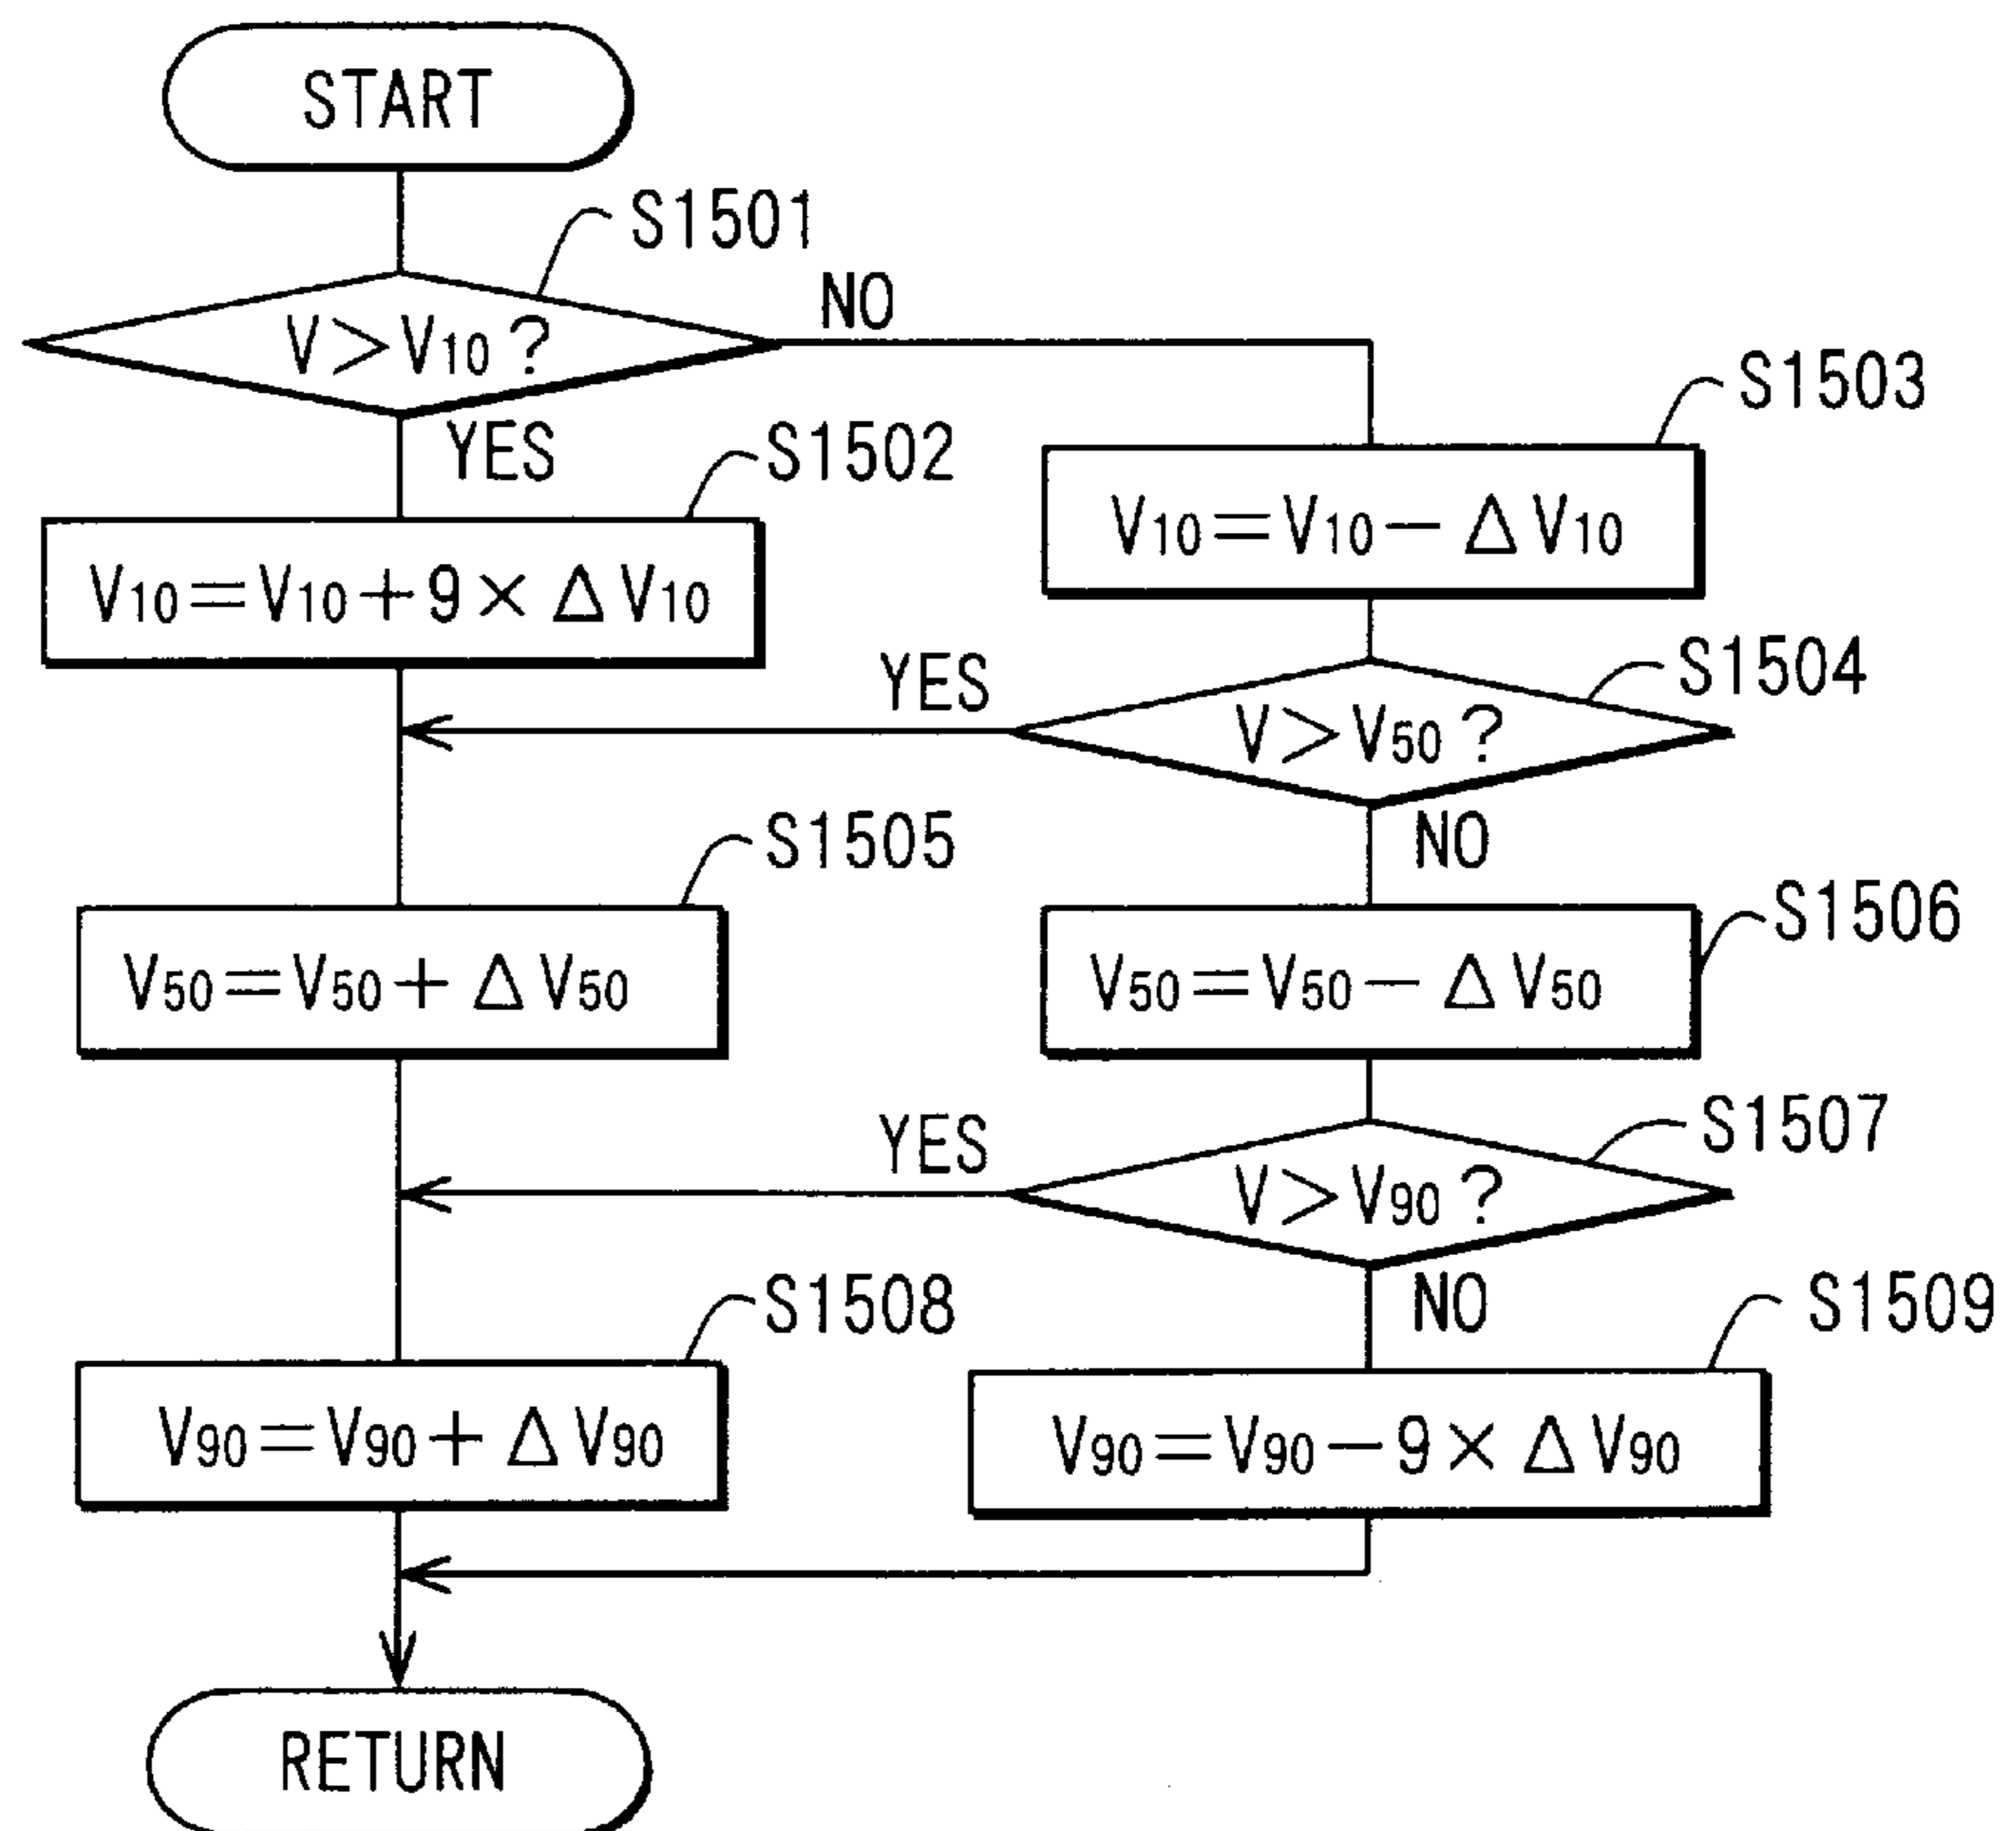 START
S1501
V>V10?
NO
YES
S1502
S1503
V10=V10+9×ΔV10
V10=V10-ΔV10
S1504
YES
V>V50?
NO
S1505
S1506
V50=V50+ΔV50
V50=V50-ΔV50
S1507
YES
V>V90?
NO
S1508
S1509
V90=V90+ΔV90
V90=V90-9×ΔV90
RETURN